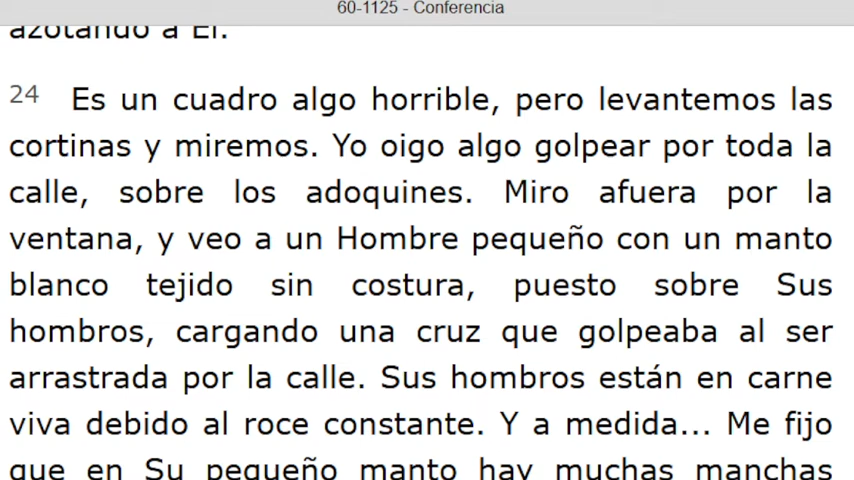 60-1125 - Conferencia
azotando a Él.
24 Es un cuadro algo horrible, pero levantemos las
cortinas y miremos. Yo oigo algo golpear por toda la
calle, sobre los adoquines. Miro afuera por la
ventana, y veo a un Hombre pequeño con un manto
blanco tejido sin costura, puesto sobre Sus
hombros, cargando una cruz que golpeaba al ser
arrastrada por la calle. Sus hombros están en carne
viva debido al roce constante. Y a medida... Me fijo
que en Su pequeño manto hay muchas manchas